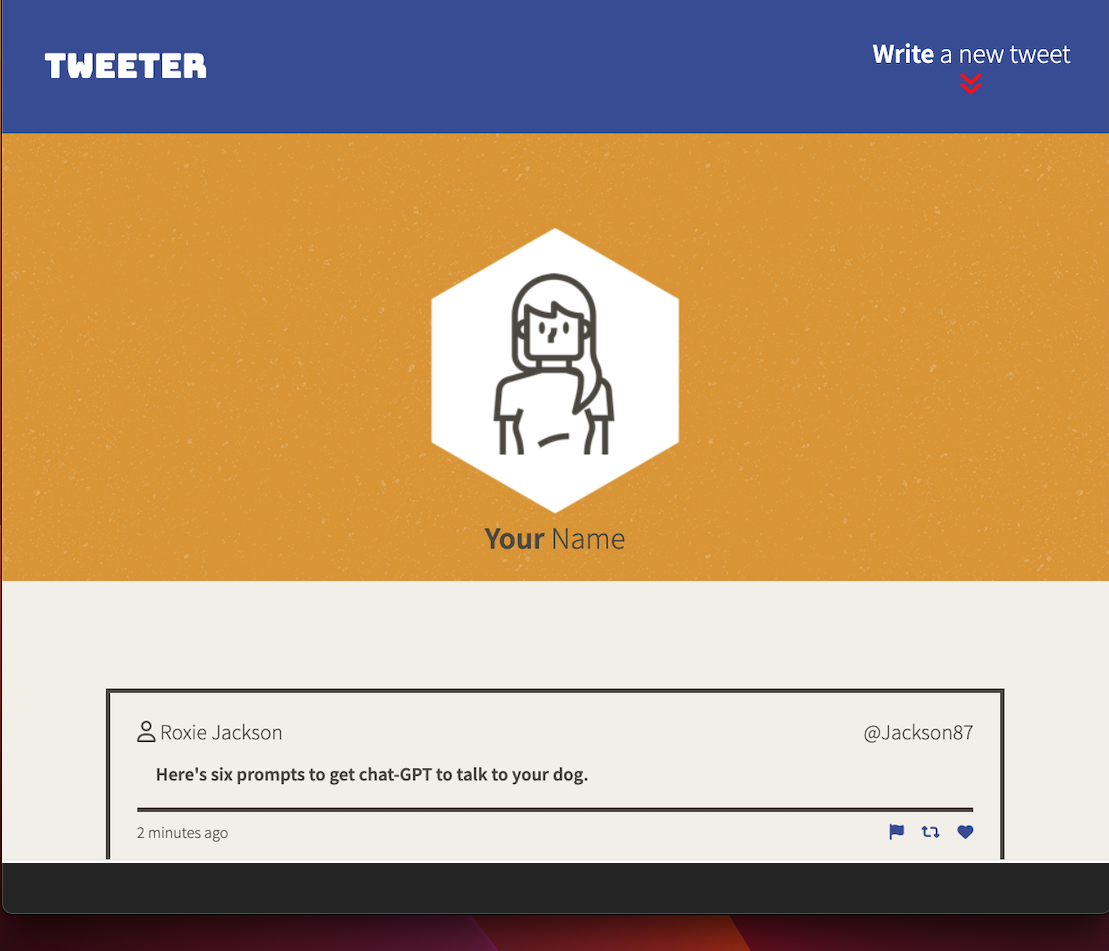 TWEETER
Write a new tweet
Your Name
Roxie Jackson @Jackson87
Here's six prompts to get chat-GPT to talk to your dog.
2 minutes ago